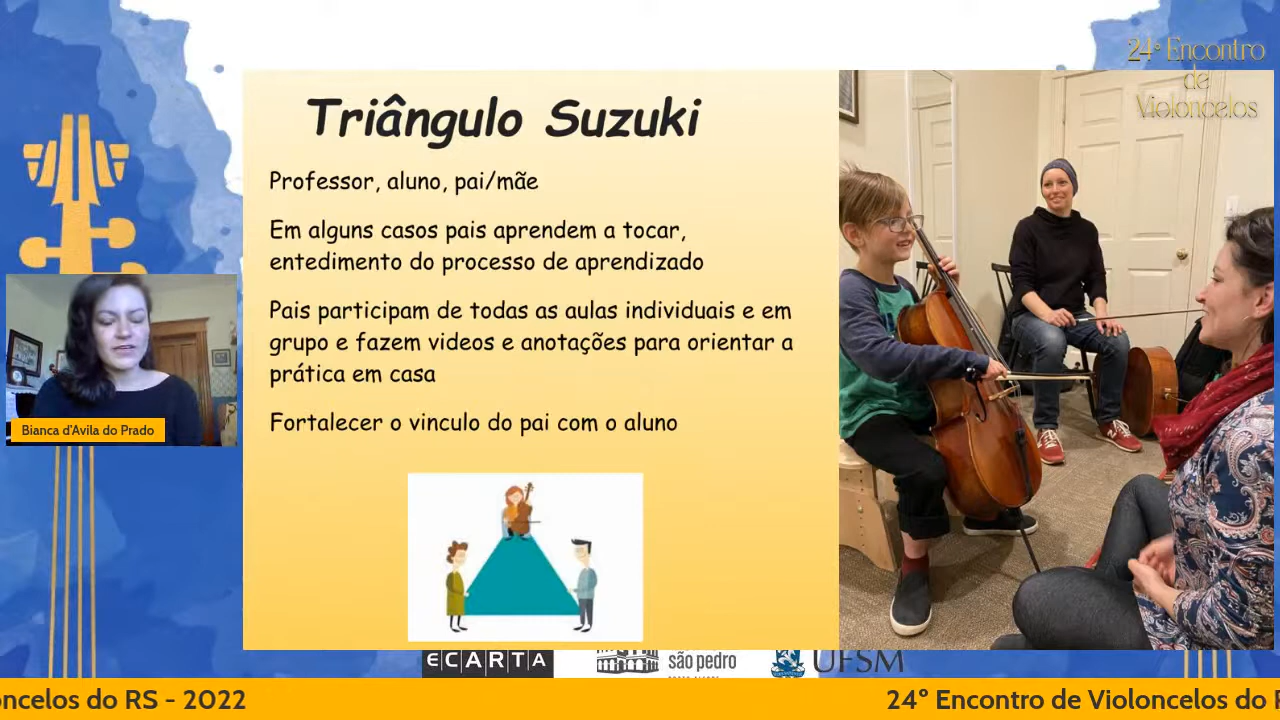 24º Encontro
de
Violoncelos
Triângulo Suzuki
Professor, aluno, pai/mãe
Em alguns casos pais aprendem a tocar,
entedimento do processo de aprendizado
Pais participam de todas as aulas individuais e em
grupo e fazem videos e anotações para orientar a
prática em casa
Fortalecer o vinculo do pai com o aluno
Bianca d'Avila do Prado
ECARTA
são pedro
UFSM
oncelos do RS - 2022
24º Encontro de Violoncelos do